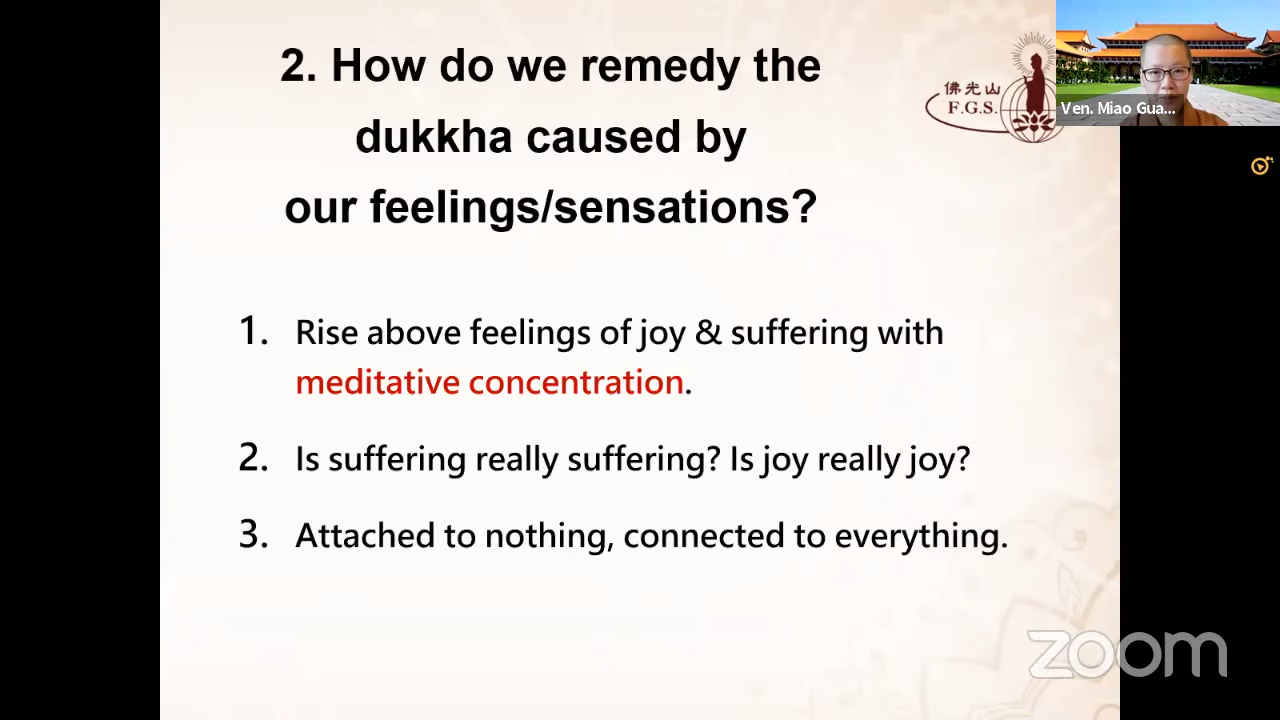 2. How do we remedy the
dukkha caused by
our feelings/sensations?
佛光山
F.G.S.
Ven. Miao Gua...
1. Rise above feelings of joy & suffering with
meditative concentration.
2. Is suffering really suffering? Is joy really joy?
3. Attached to nothing, connected to everything.
zoom